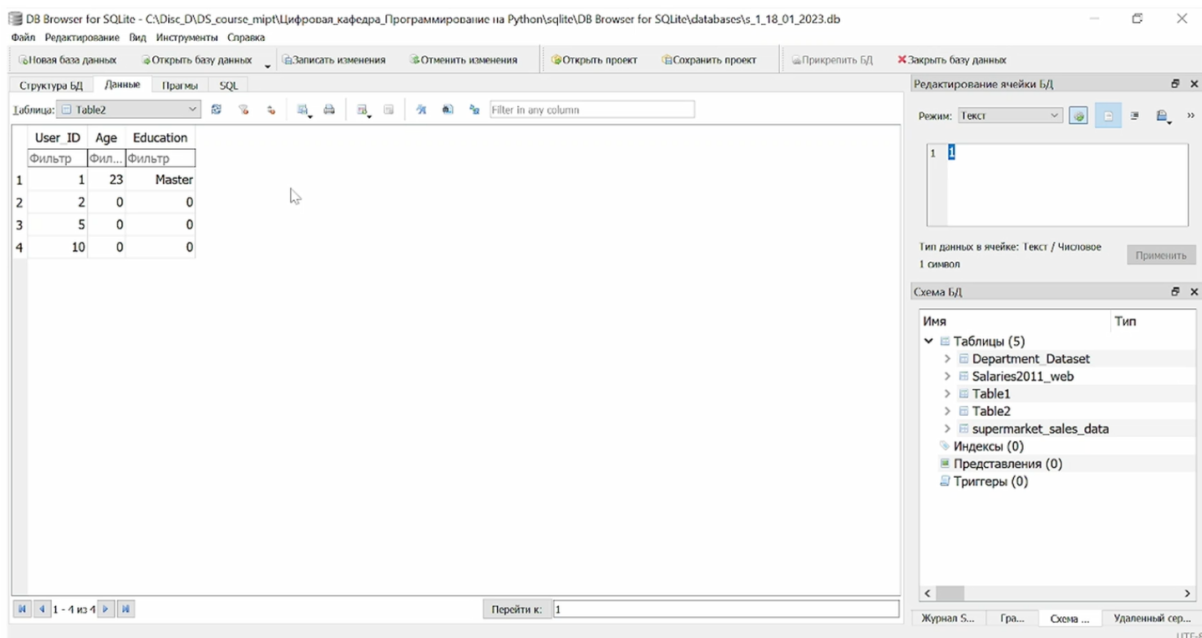 DB Browser for SQLite - C:\Disc_D\DS_course_mipt\Цифровая_кафедра_Программирование на Python\sqlite\DB Browser for SQLite\databases\s_1_18_01_2023.db
Файл Редактирование Вид Инструменты Справка
Новая база данных Открыть базу данных Записать изменения Отменить изменения Открыть проект Сохранить проект Прикрепить БД Закрыть базу данных
Структура БД Данные Прагмы SQL
Таблица: Table2 Filter in any column
User_ID Age Education
Фильтр Фил... Фильтр
1 1 23 Master
2 2 0 0
3 5 0 0
4 10 0 0
1 - 4 из 4 Перейти к: 1
Редактирование ячейки БД
Режим: Текст
1 1
Тип данных в ячейке: Текст / Числовое
1 символ
Применить
Схема БД
Имя Тип
Таблицы (5)
Department_Dataset
Salaries2011_web
Table1
Table2
supermarket_sales_data
Индексы (0)
Представления (0)
Триггеры (0)
Журнал S... Гра... Схема ... Удаленный сер...